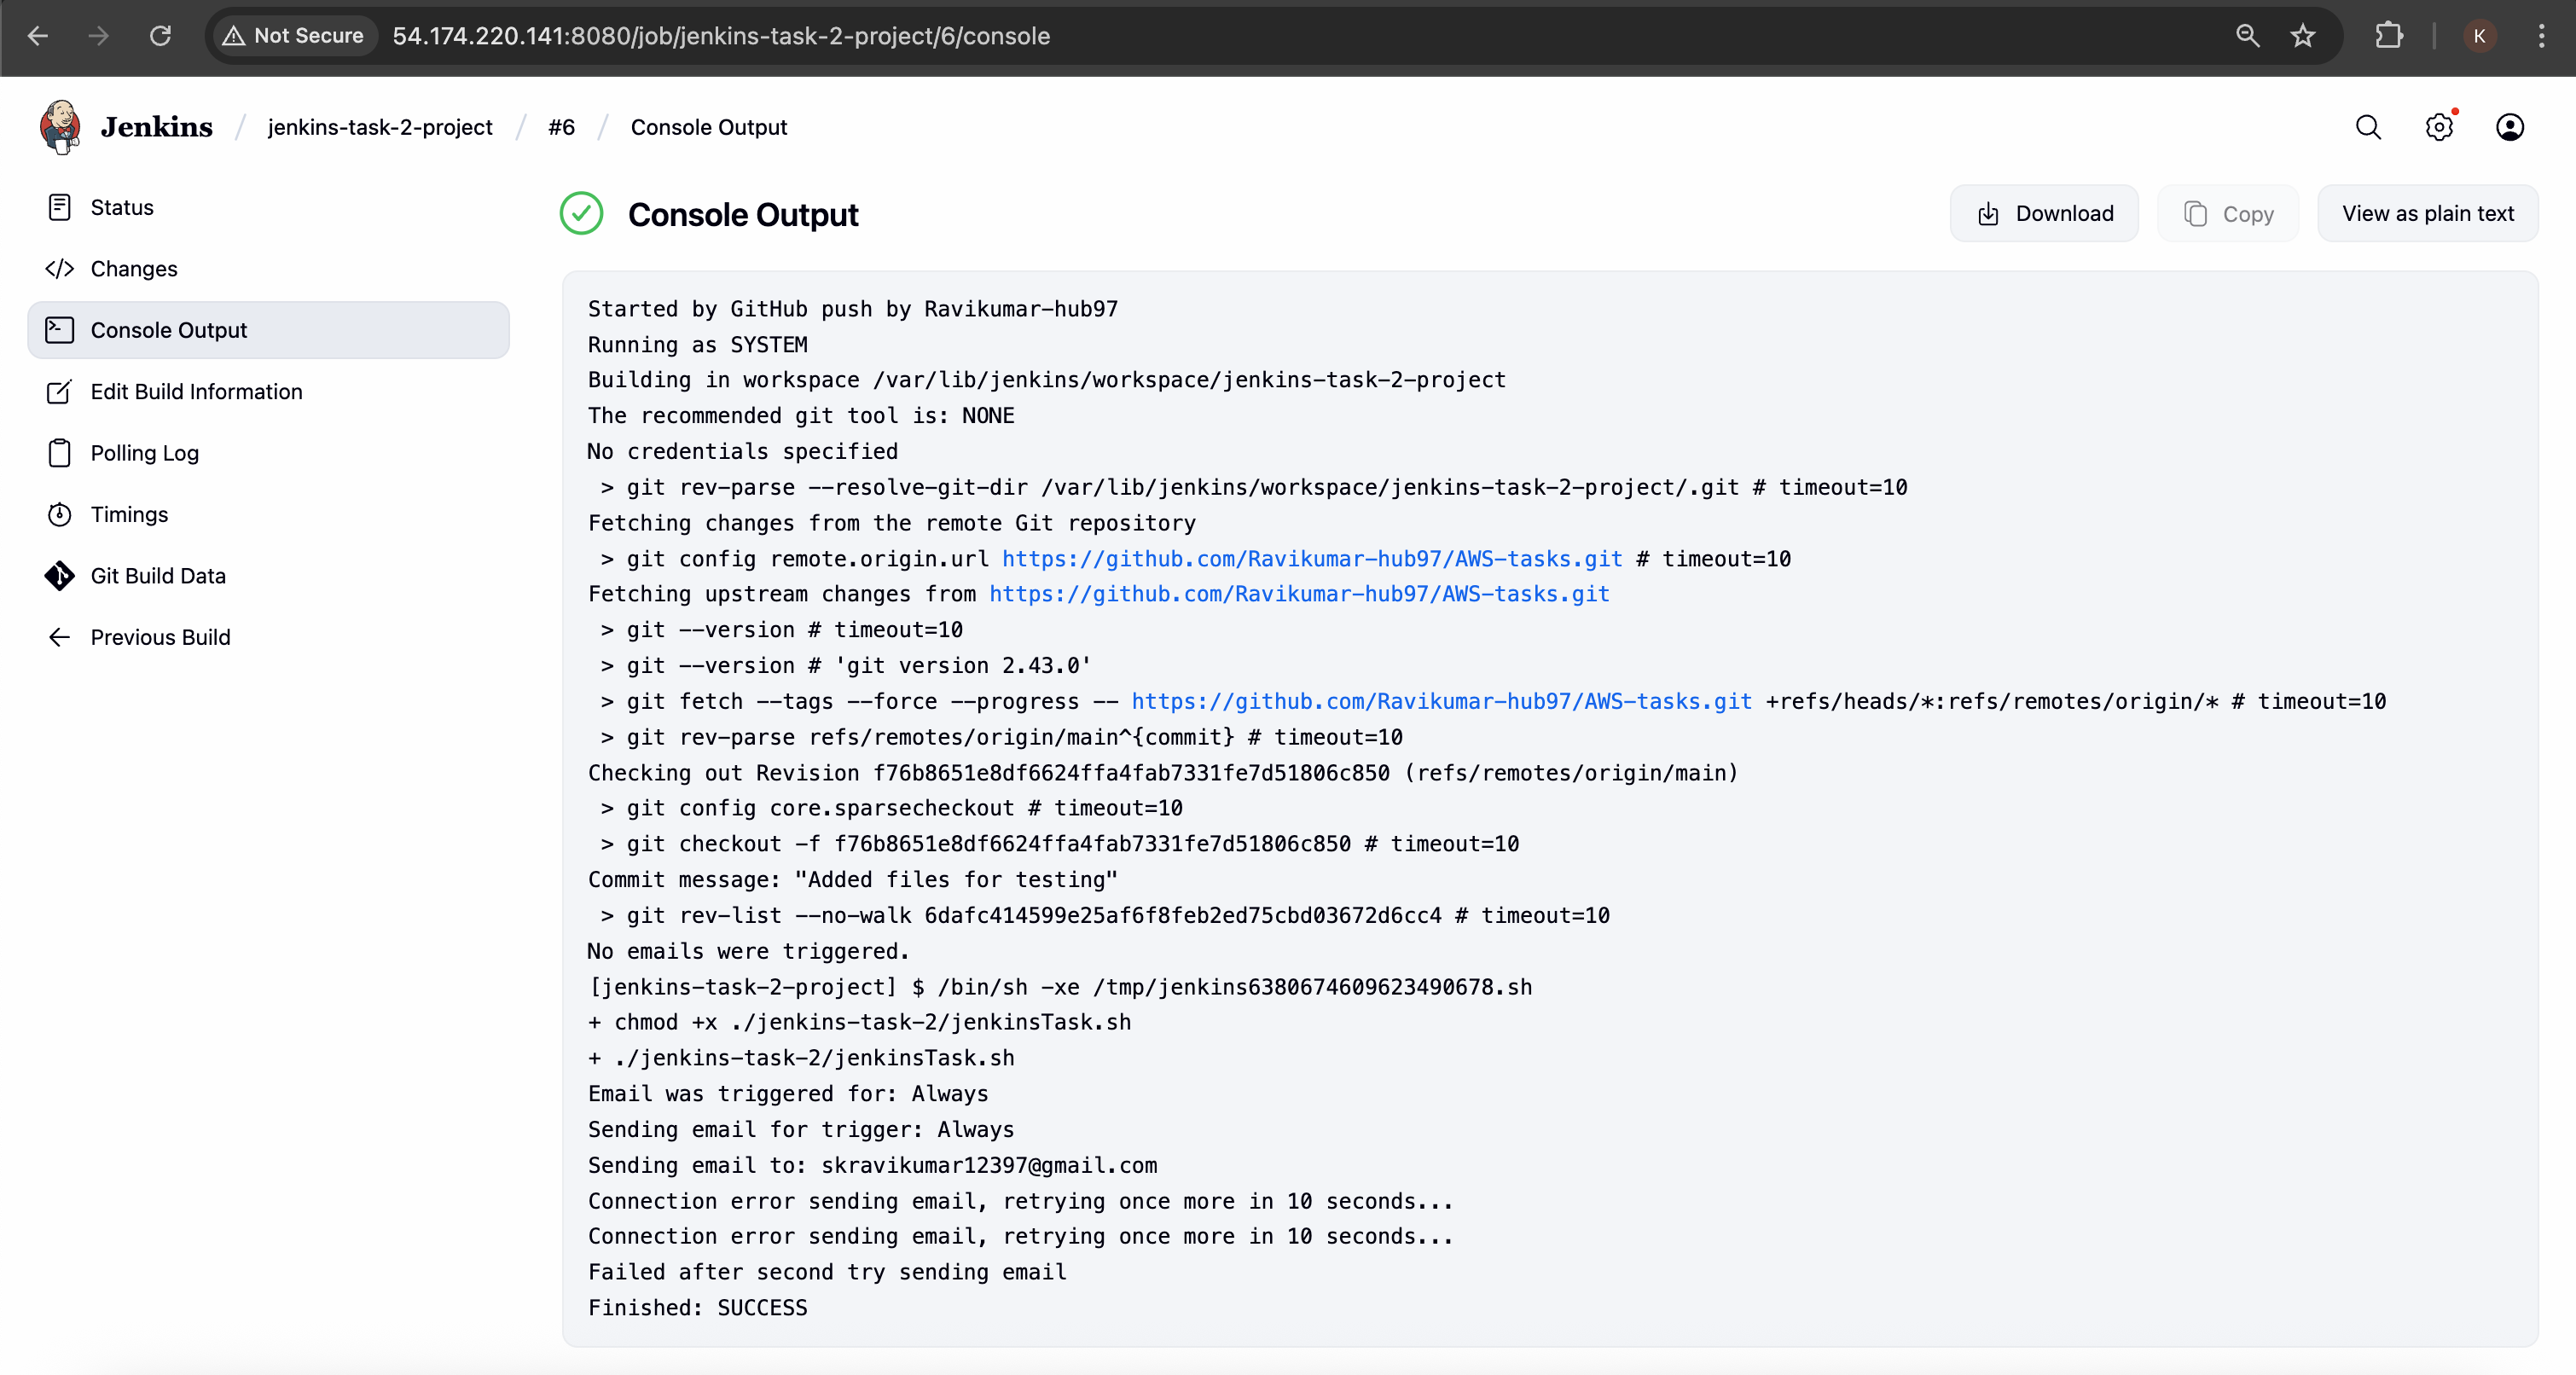 Not Secure 54.174.220.141:8080/job/jenkins-task-2-project/6/console K
Jenkins / jenkins-task-2-project / #6 / Console Output
Status
Changes
Console Output
Edit Build Information
Polling Log
Timings
Git Build Data
Previous Build
Console Output
Download
Copy
View as plain text
Started by GitHub push by Ravikumar-hub97
Running as SYSTEM
Building in workspace /var/lib/jenkins/workspace/jenkins-task-2-project
The recommended git tool is: NONE
No credentials specified
 > git rev-parse --resolve-git-dir /var/lib/jenkins/workspace/jenkins-task-2-project/.git # timeout=10
Fetching changes from the remote Git repository
 > git config remote.origin.url https://github.com/Ravikumar-hub97/AWS-tasks.git # timeout=10
Fetching upstream changes from https://github.com/Ravikumar-hub97/AWS-tasks.git
 > git --version # timeout=10
 > git --version # 'git version 2.43.0'
 > git fetch --tags --force --progress -- https://github.com/Ravikumar-hub97/AWS-tasks.git +refs/heads/*:refs/remotes/origin/* # timeout=10
 > git rev-parse refs/remotes/origin/main^{commit} # timeout=10
Checking out Revision f76b8651e8df6624ffa4fab7331fe7d51806c850 (refs/remotes/origin/main)
 > git config core.sparsecheckout # timeout=10
 > git checkout -f f76b8651e8df6624ffa4fab7331fe7d51806c850 # timeout=10
Commit message: "Added files for testing"
 > git rev-list --no-walk 6dafc414599e25af6f8feb2ed75cbd03672d6cc4 # timeout=10
No emails were triggered.
[jenkins-task-2-project] $ /bin/sh -xe /tmp/jenkins6380674609623490678.sh
+ chmod +x ./jenkins-task-2/jenkinsTask.sh
+ ./jenkins-task-2/jenkinsTask.sh
Email was triggered for: Always
Sending email for trigger: Always
Sending email to: skravikumar12397@gmail.com
Connection error sending email, retrying once more in 10 seconds...
Connection error sending email, retrying once more in 10 seconds...
Failed after second try sending email
Finished: SUCCESS